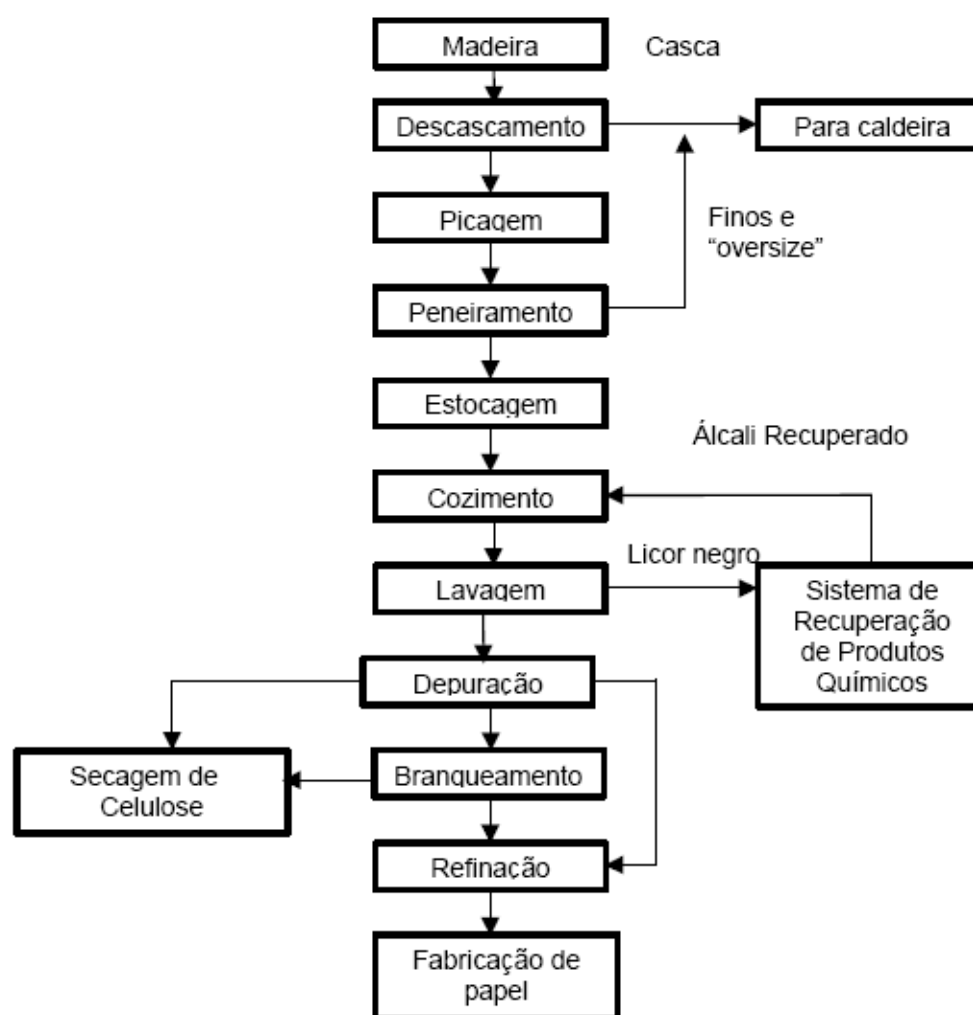 Madeira
Casca
Descascamento
Para caldeira
Picagem
Finos e
“oversize”
Peneiramento
Estocagem
Álcali Recuperado
Cozimento
Licor negro
Lavagem
Sistema de
Recuperação
de Produtos
Químicos
Depuração
Secagem de
Celulose
Branqueamento
Refinação
Fabricação de
papel